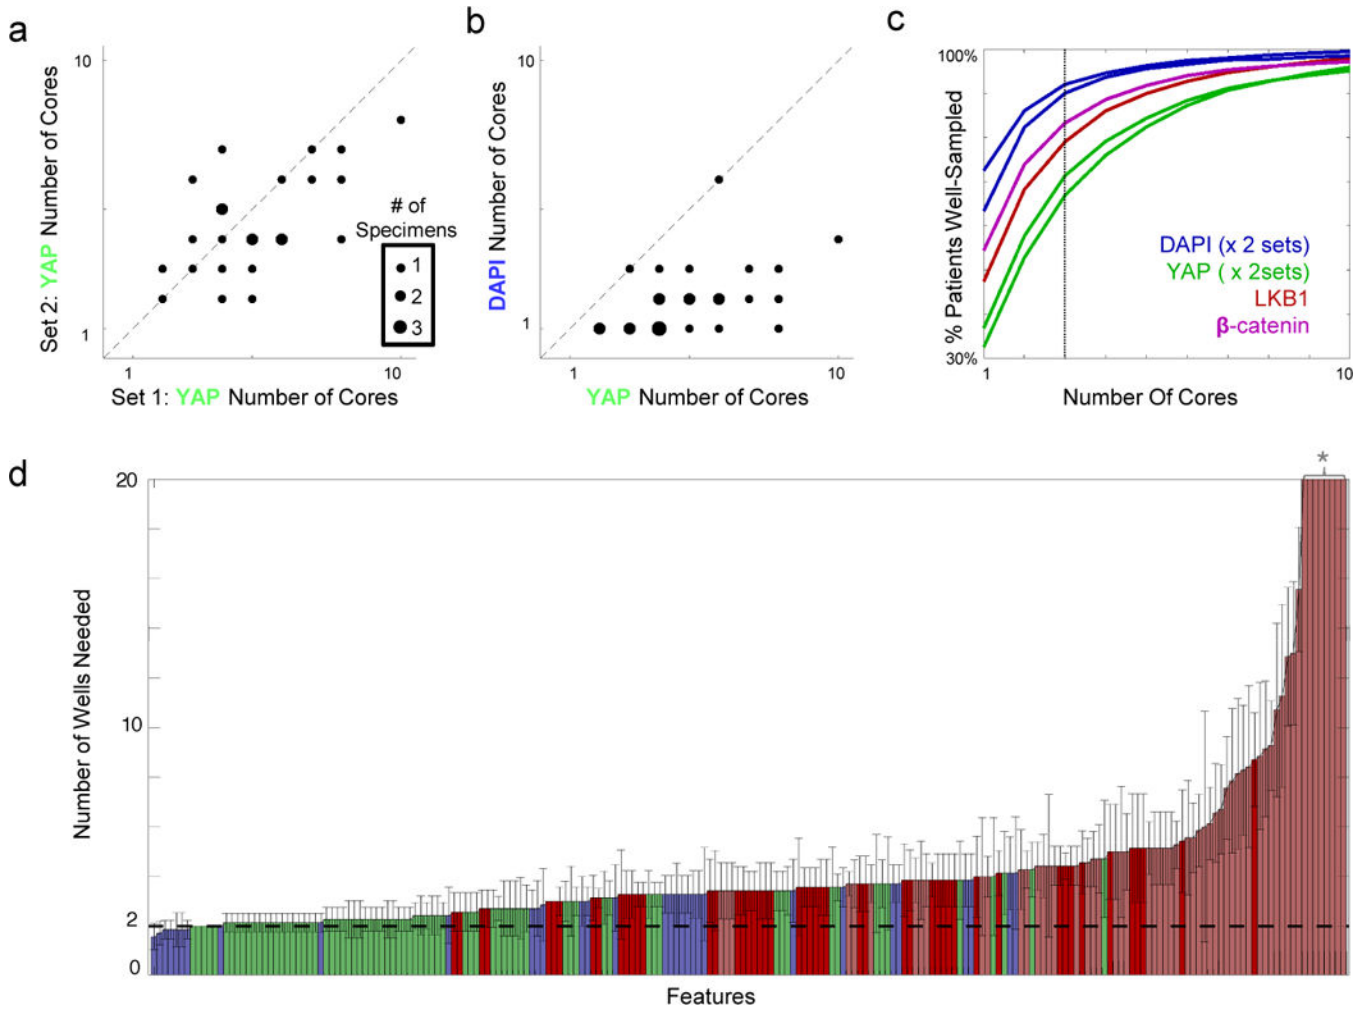 a
10
Set 2: YAP Number of Cores
1
1
10
Set 1: YAP Number of Cores
# of
Specimens
1
2
3
b
10
DAPI Number of Cores
1
1
10
YAP Number of Cores
c
100%
% Patients Well-Sampled
30%
1
10
Number Of Cores
DAPI (x 2 sets)
YAP ( x 2sets)
LKB1
β-catenin
d
20
10
2
0
Number of Wells Needed
Features
*